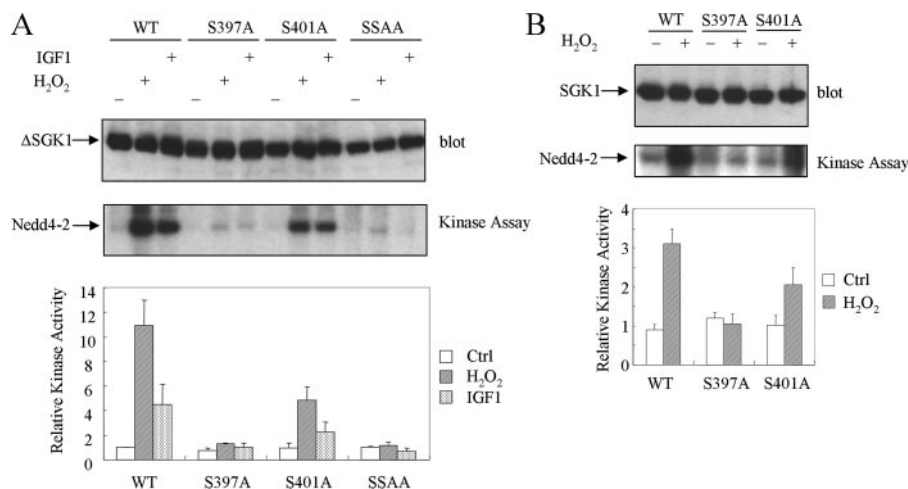 A
WT S397A S401A SSAA
IGF1 + + + +
H₂O₂ + + + +
– – – –
ΔSGK1 blot
Nedd4-2 Kinase Assay
Relative Kinase Activity
14
12
10
8
6
4
2
0
WT S397A S401A SSAA
Ctrl
H₂O₂
IGF1
B
WT S397A S401A
H₂O₂ – + – + – +
SGK1 blot
Nedd4-2 Kinase Assay
Relative Kinase Activity
4
3
2
1
0
WT S397A S401A
Ctrl
H₂O₂